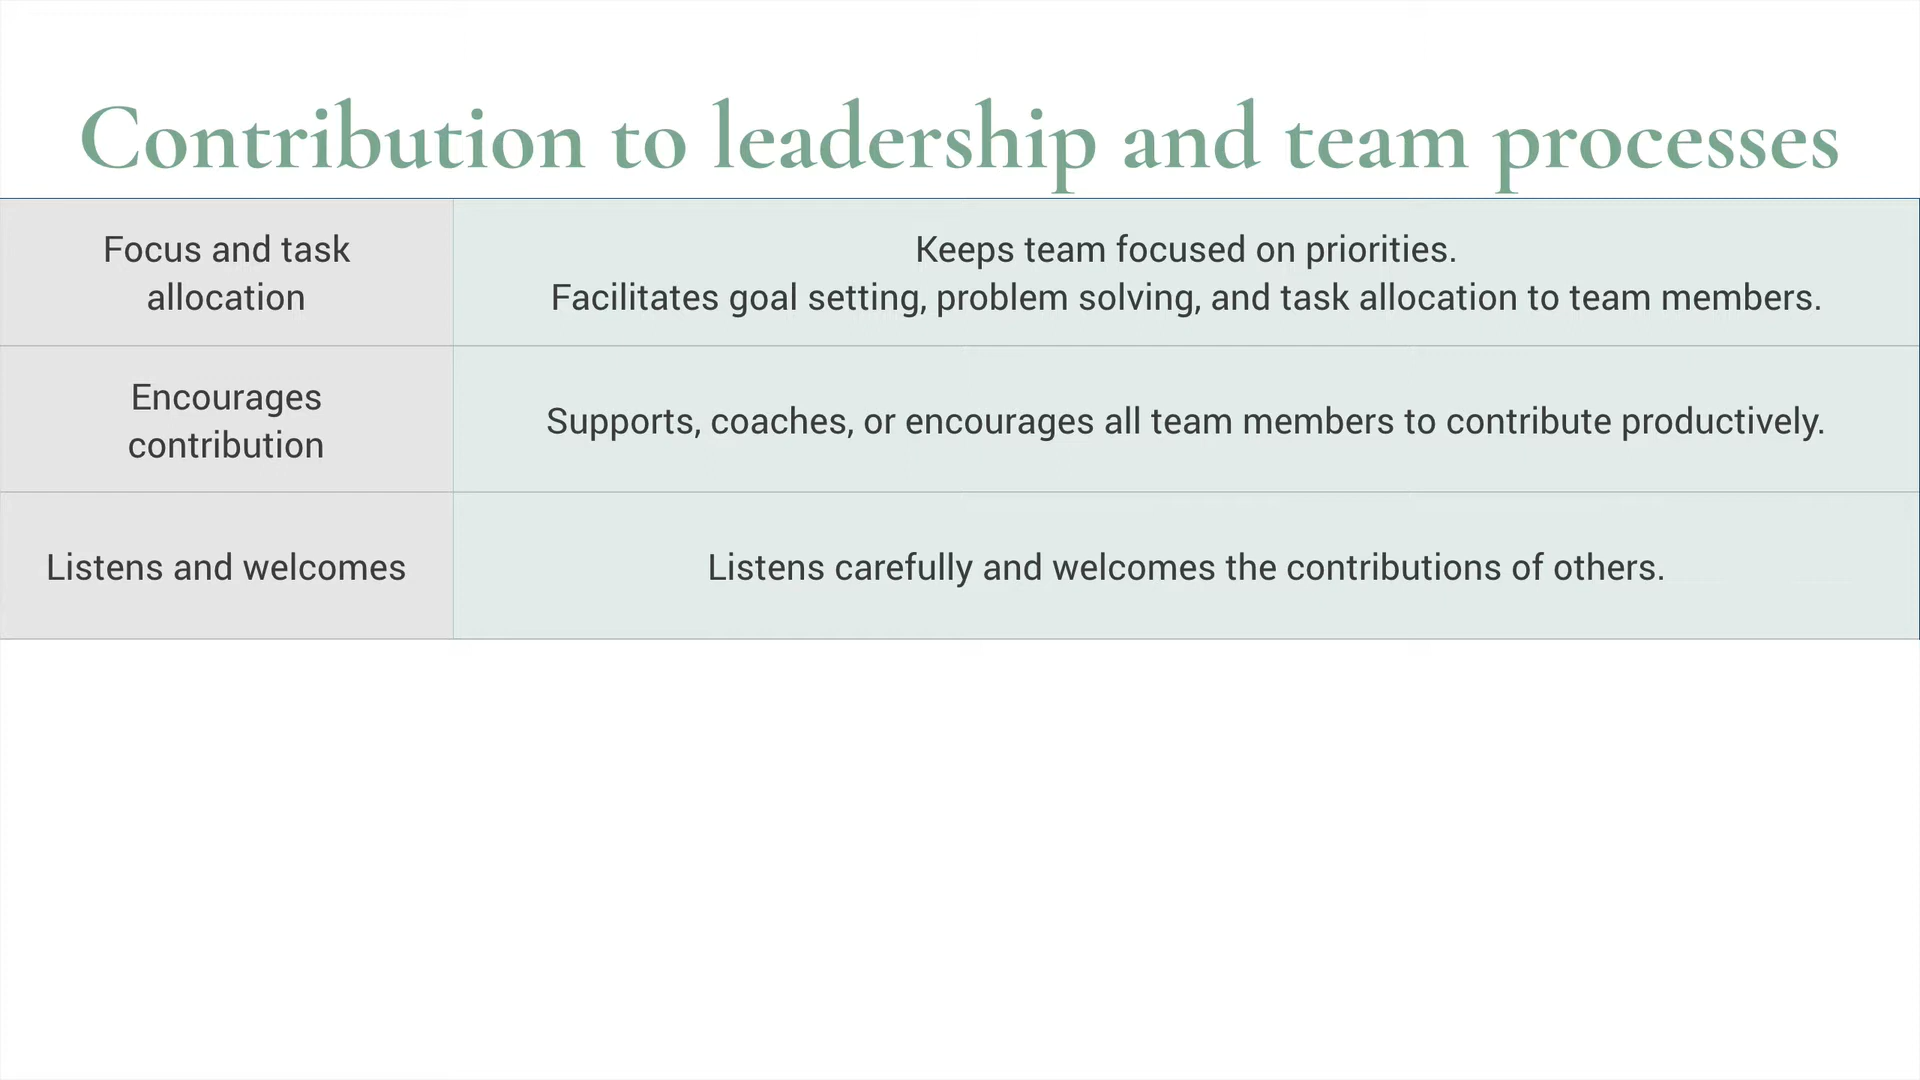 Contribution to leadership and team processes
Focus and task
allocation
Keeps team focused on priorities.
Facilitates goal setting, problem solving, and task allocation to team members.
Encourages
contribution
Supports, coaches, or encourages all team members to contribute productively.
Listens and welcomes
Listens carefully and welcomes the contributions of others.